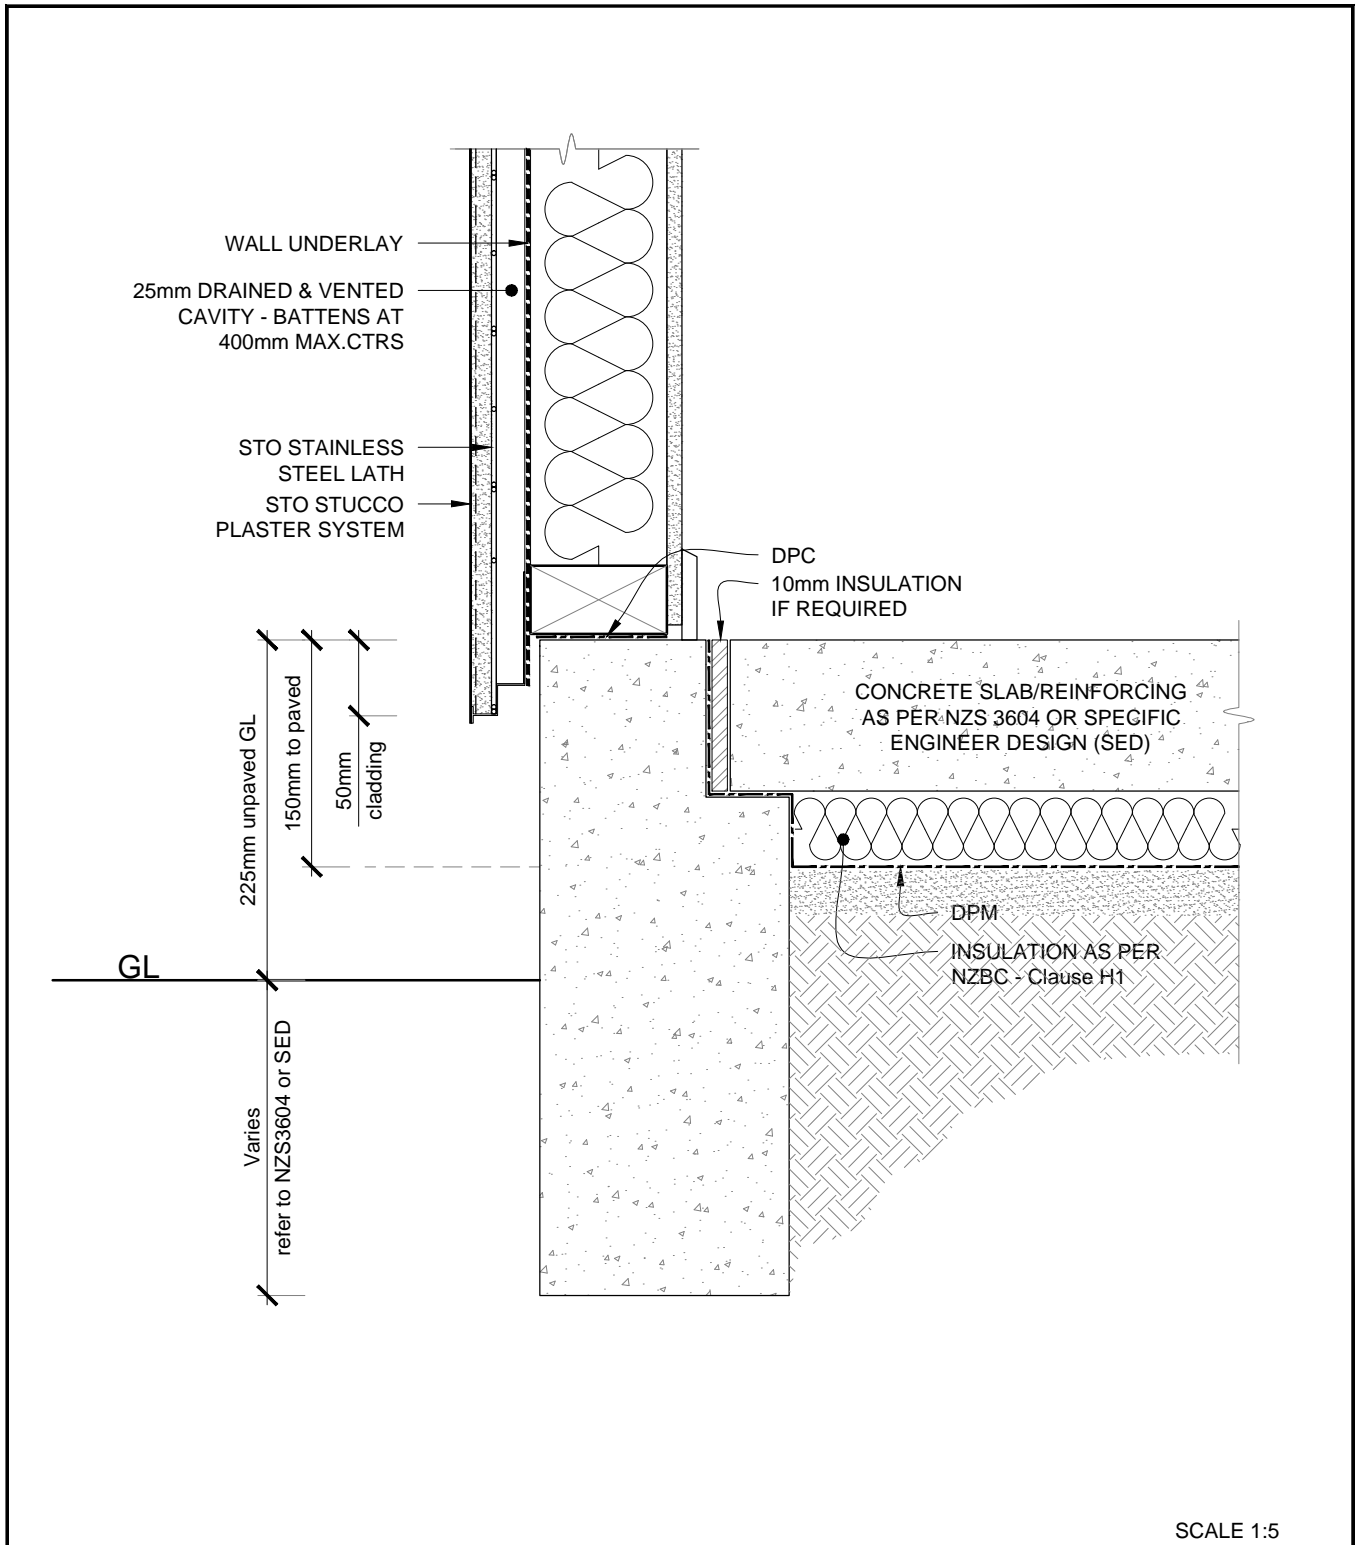 WALL UNDERLAY
25mm DRAINED & VENTED
CAVITY - BATTENS AT
400mm MAX.CTRS
STO STAINLESS
STEEL LATH
STO STUCCO
PLASTER SYSTEM
DPC
10mm INSULATION
IF REQUIRED
CONCRETE SLAB/REINFORCING
AS PER NZS 3604 OR SPECIFIC
ENGINEER DESIGN (SED)
225mm unpaved GL
150mm to paved
50mm
cladding
DPM
INSULATION AS PER
NZBC - Clause H1
GL
Varies
refer to NZS3604 or SED
SCALE 1:5